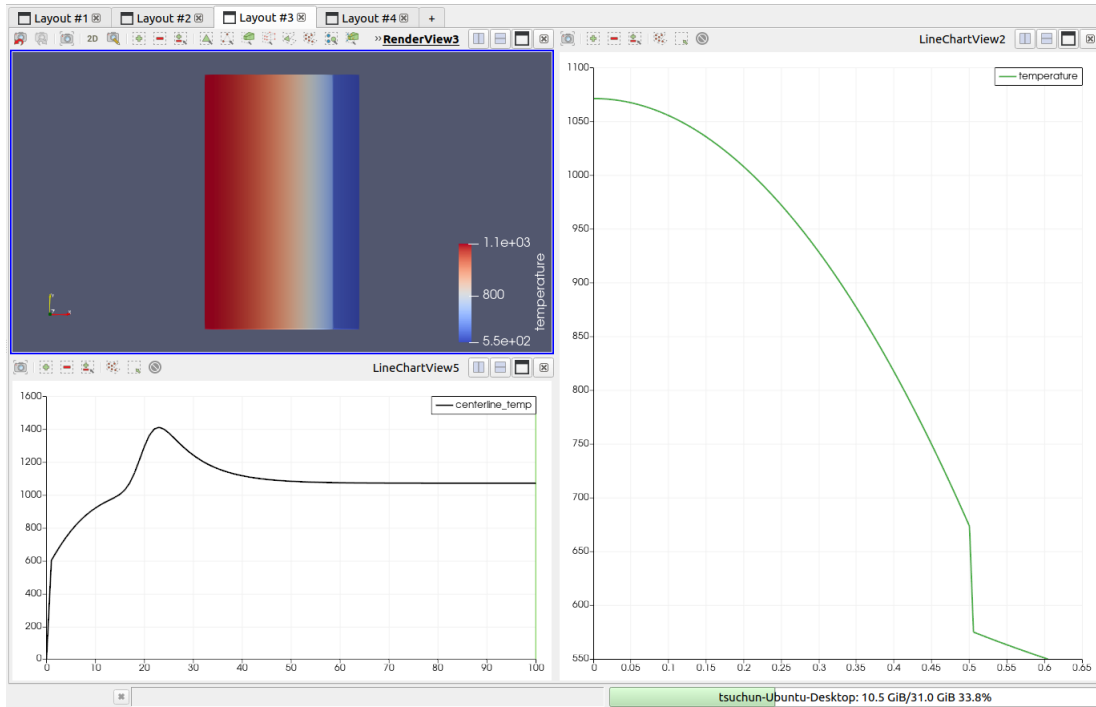 Layout #1 Layout #2 Layout #3 Layout #4 +
2D »RenderView3
1.1e+03
800
5.5e+02
temperature
LineChartView5
centerline_temp
1600
1400
1200
1000
800
600
400
200
0
0 10 20 30 40 50 60 70 80 90 100
LineChartView2
temperature
1100
1050
1000
950
900
850
800
750
700
650
600
550
0 0.05 0.1 0.15 0.2 0.25 0.3 0.35 0.4 0.45 0.5 0.55 0.6 0.65
tsuchun-Ubuntu-Desktop: 10.5 GiB/31.0 GiB 33.8%